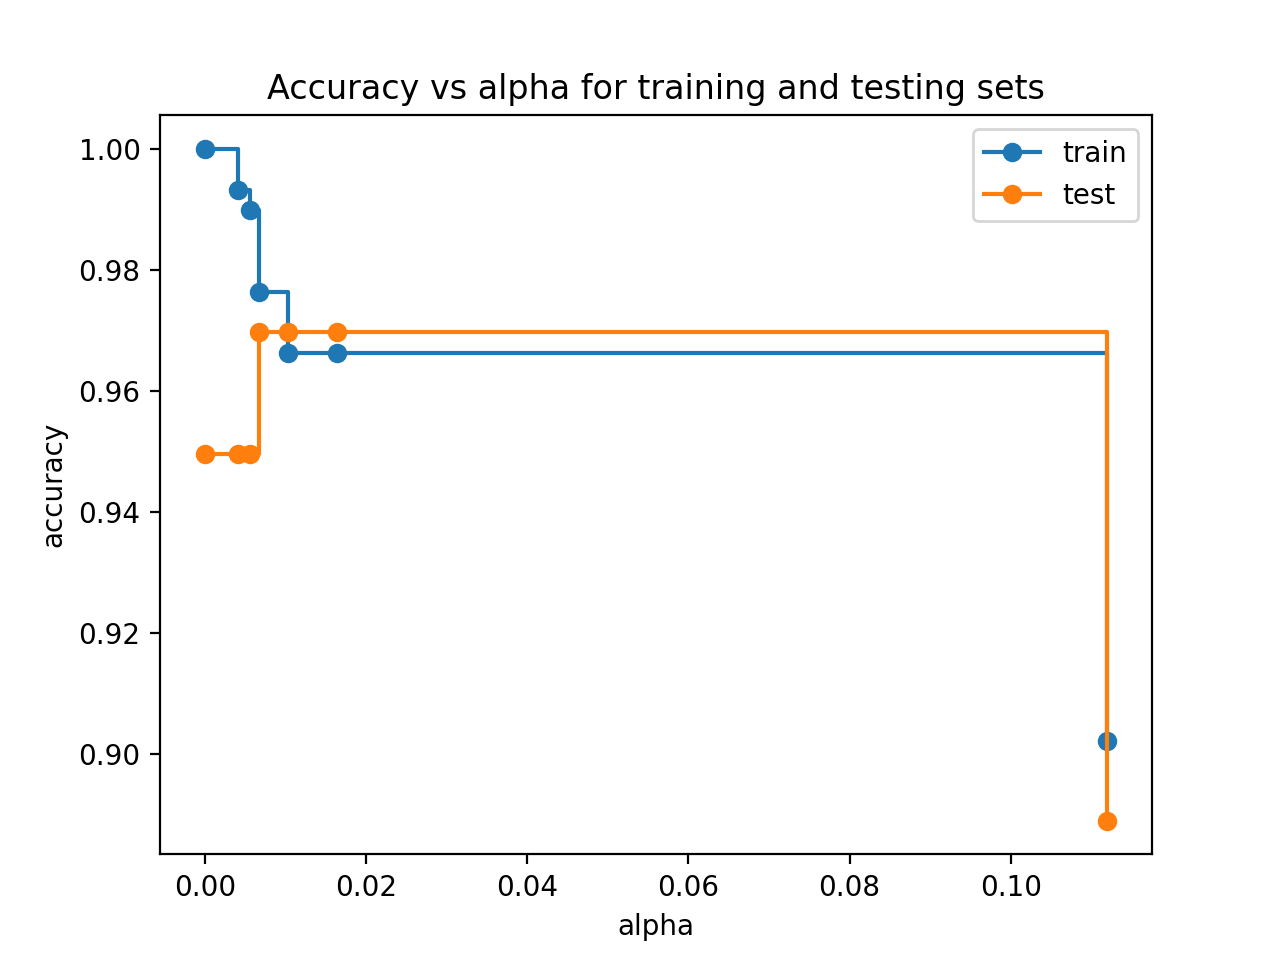 Accuracy vs alpha for training and testing sets
train
test
1.00
0.98
0.96
0.94
0.92
0.90
accuracy
0.00 0.02 0.04 0.06 0.08 0.10
alpha